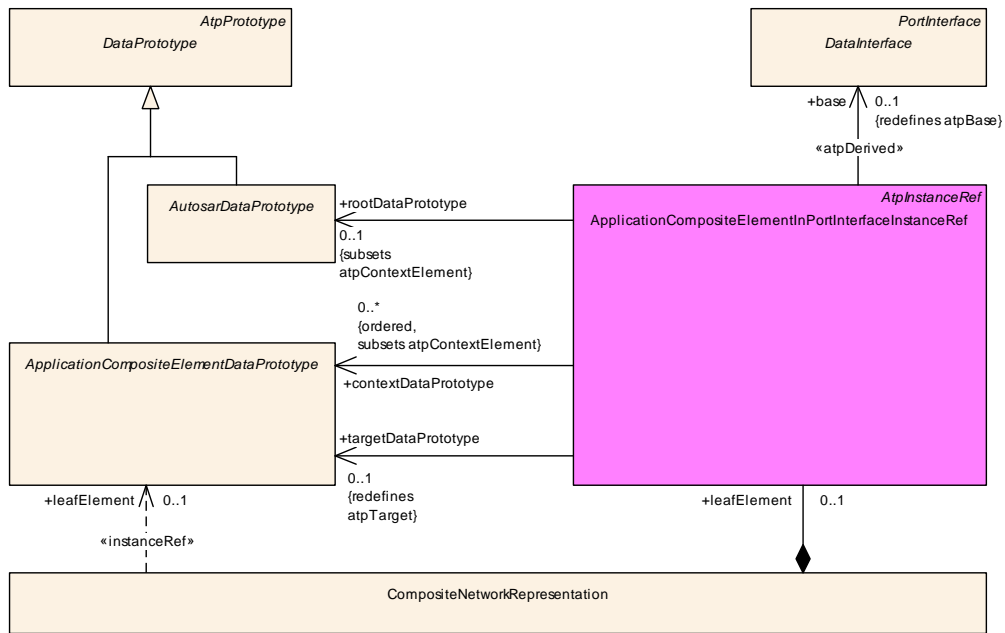 AtpPrototype
DataPrototype
PortInterface
DataInterface
+base
0..1
{redefines atpBase}
«atpDerived»
AutosarDataPrototype
+rootDataPrototype
0..1
{subsets
atpContextElement}
AtpInstanceRef
ApplicationCompositeElementInPortInterfaceInstanceRef
0..*
{ordered,
subsets atpContextElement}
+contextDataPrototype
ApplicationCompositeElementDataPrototype
+targetDataPrototype
0..1
{redefines
atpTarget}
+leafElement
0..1
«instanceRef»
+leafElement
0..1
CompositeNetworkRepresentation